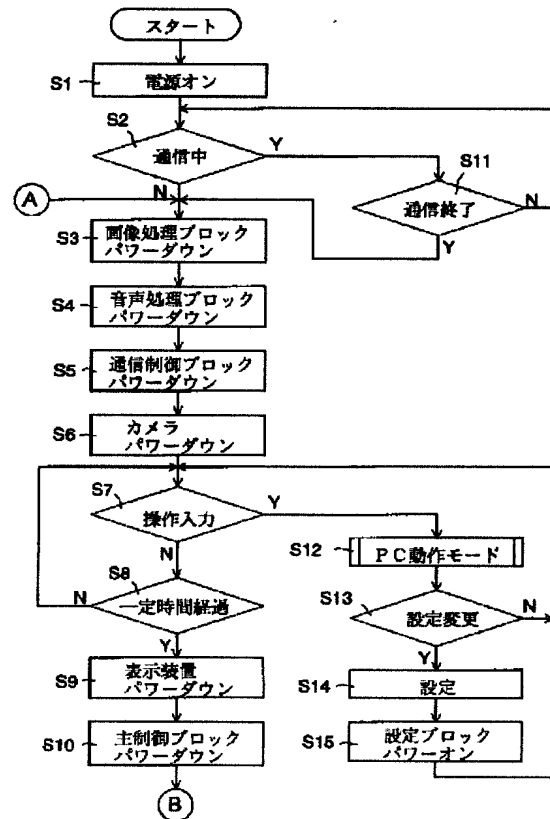 スタート
S1
電源オン
S2
通信中
Y
N
S11
通信終了
N
Y
A
S3
画像処理ブロック
パワーダウン
S4
音声処理ブロック
パワーダウン
S5
通信制御ブロック
パワーダウン
S6
カメラ
パワーダウン
S7
操作入力
Y
N
S8
一定時間経過
N
Y
S9
表示装置
パワーダウン
S10
主制御ブロック
パワーダウン
B
S12
PC動作モード
S13
設定変更
N
Y
S14
設定
S15
設定ブロック
パワーオン